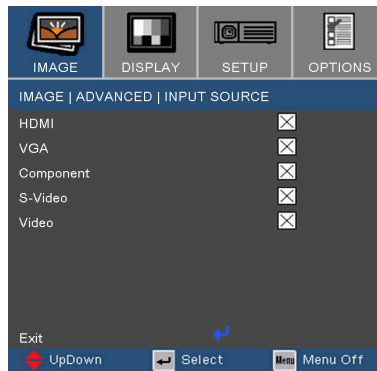 IMAGE DISPLAY SETUP OPTIONS
IMAGE | ADVANCED | INPUT SOURCE
HDMI
VGA
Component
S-Video
Video
Exit
UpDown Select Menu Menu Off